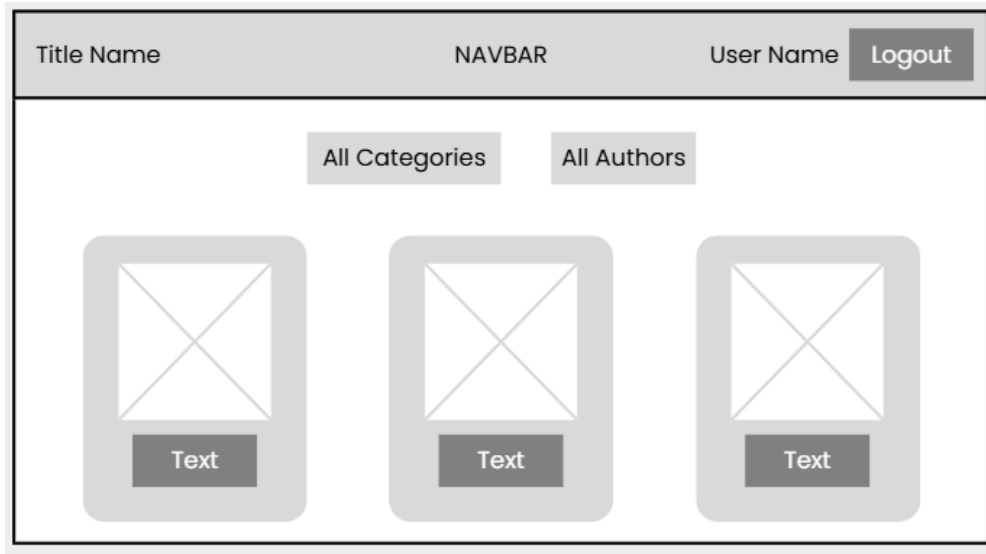 Title Name NAVBAR User Name Logout
All Categories All Authors
Text Text Text